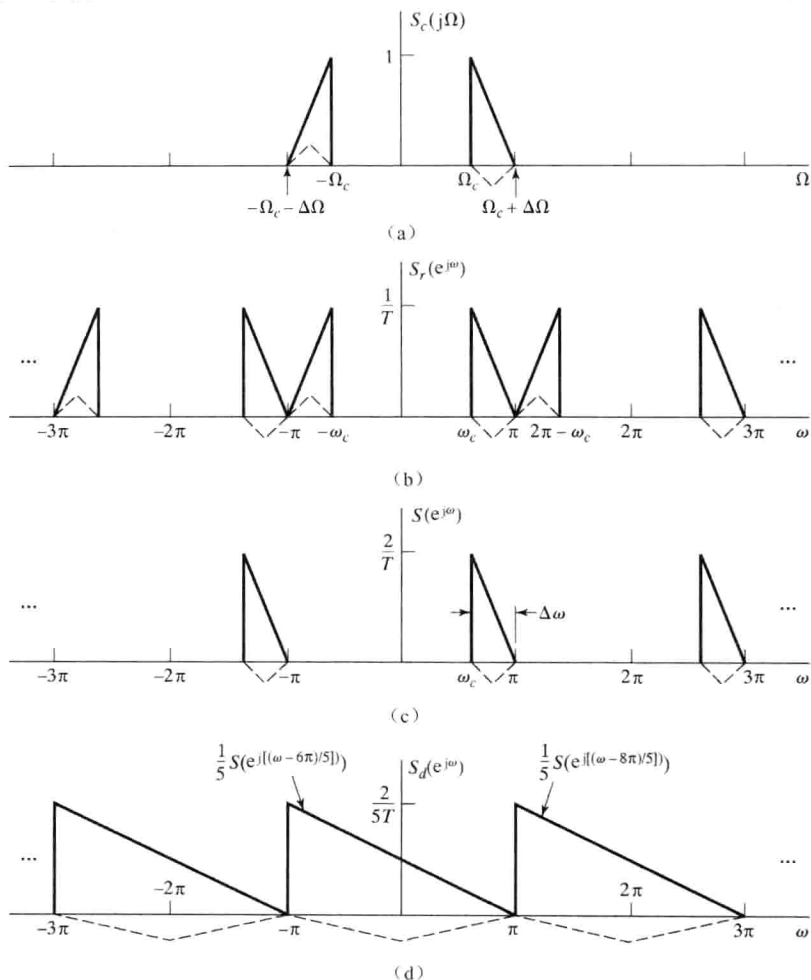 S_c(jΩ)
1
-Ω_c Ω_c Ω
-Ω_c - ΔΩ Ω_c + ΔΩ
(a)
S_r(e^{jω})
1/T
... ...
-3π -2π -π -ω_c ω_c π 2π - ω_c 2π 3π ω
(b)
S(e^{jω})
2/T
... Δω ...
-3π -2π -π ω_c π 2π 3π ω
(c)
1/5 S(e^{j[(ω-6π)/5]}) S_d(e^{jω}) 1/5 S(e^{j[(ω-8π)/5]})
2/5T
... ...
-2π 2π
-3π -π π 3π ω
(d)